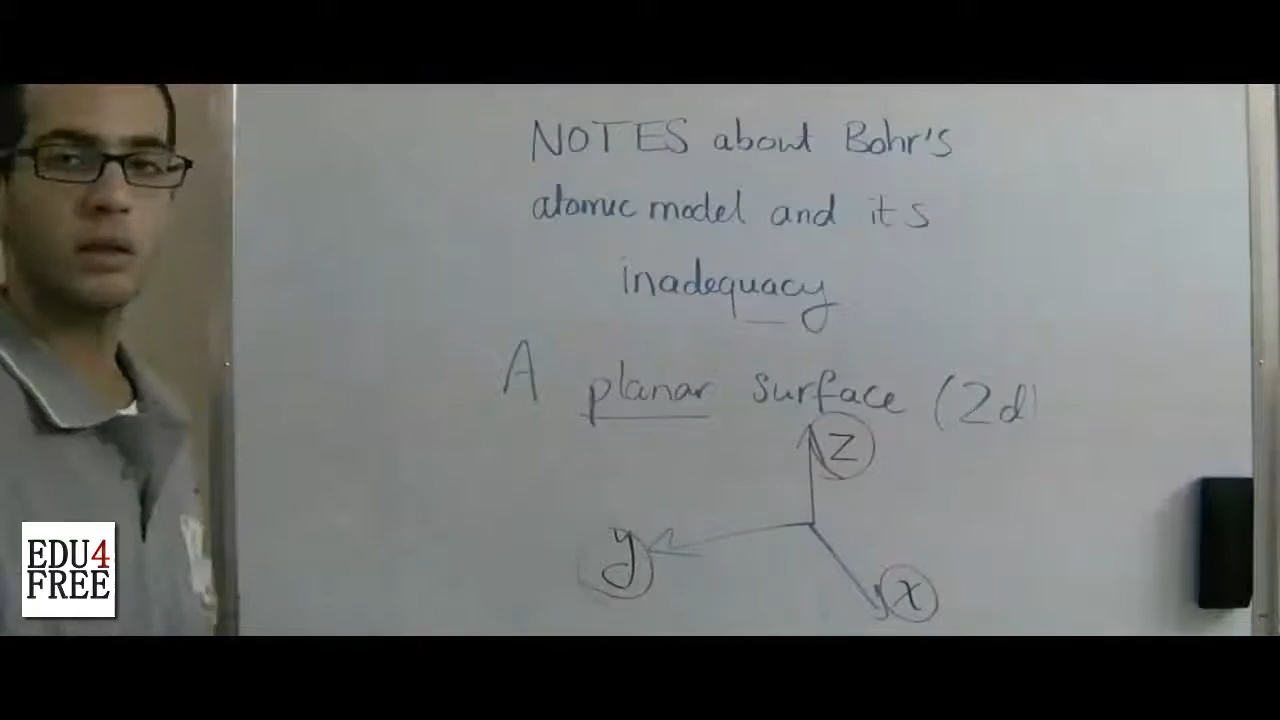 NOTES about Bohr's
atomic model and its
inadequacy
A planar surface (2d)
Z
y
x
EDU4
FREE